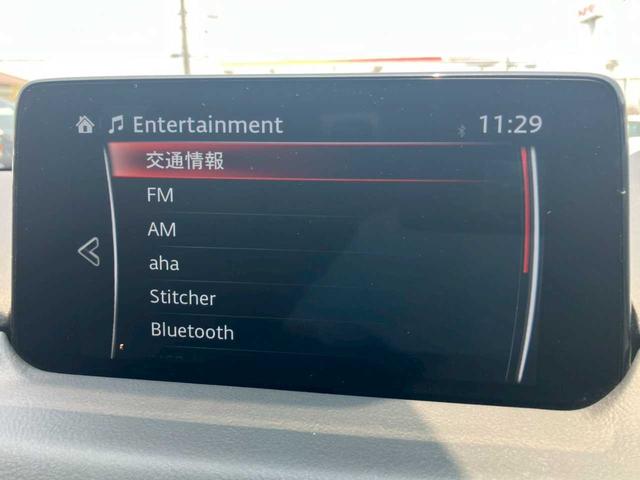 Entertainment 11:29
交通情報
FM
AM
aha
Stitcher
Bluetooth